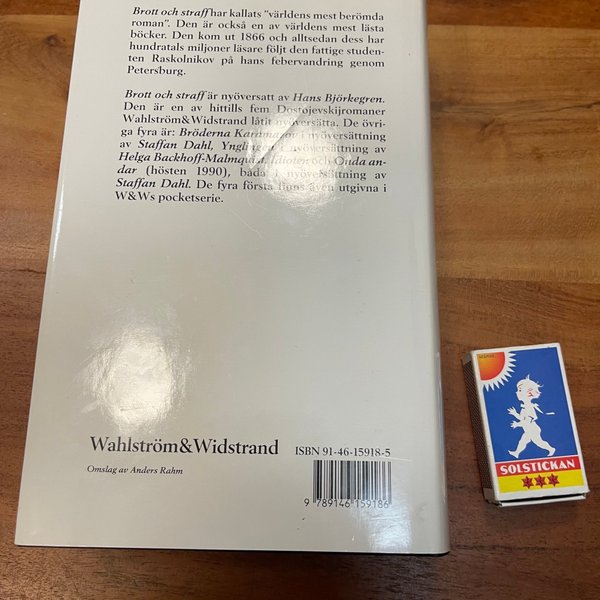 Brott och straff har kallats "världens mest berömda
roman". Den är också en av världens mest lästa
böcker. Den kom ut 1866 och alltsedan dess har
hundratals miljoner läsare följt den fattige studen-
ten Raskolnikov på hans febervandring genom
Petersburg.
Brott och straff är nyöversatt av Hans Björkegren.
Den är en av hittills fem Dostojevskijromaner
Wahlström&Widstrand låtit nyöversätta. De övri-
ga fyra är: Bröderna Karamazov i nyöversättning
av Staffan Dahl, Ynglingen i nyöversättning av
Helga Backhoff-Malmquist, Idioten och Onda an-
dar (hösten 1990), båda i nyöversättning av
Staffan Dahl. De fyra första finns även utgivna i
W&Ws pocketserie.
Wahlström&Widstrand
Omslag av Anders Rahm
ISBN 91-46-15918-5
9 789146 159186
SOLSTICKAN